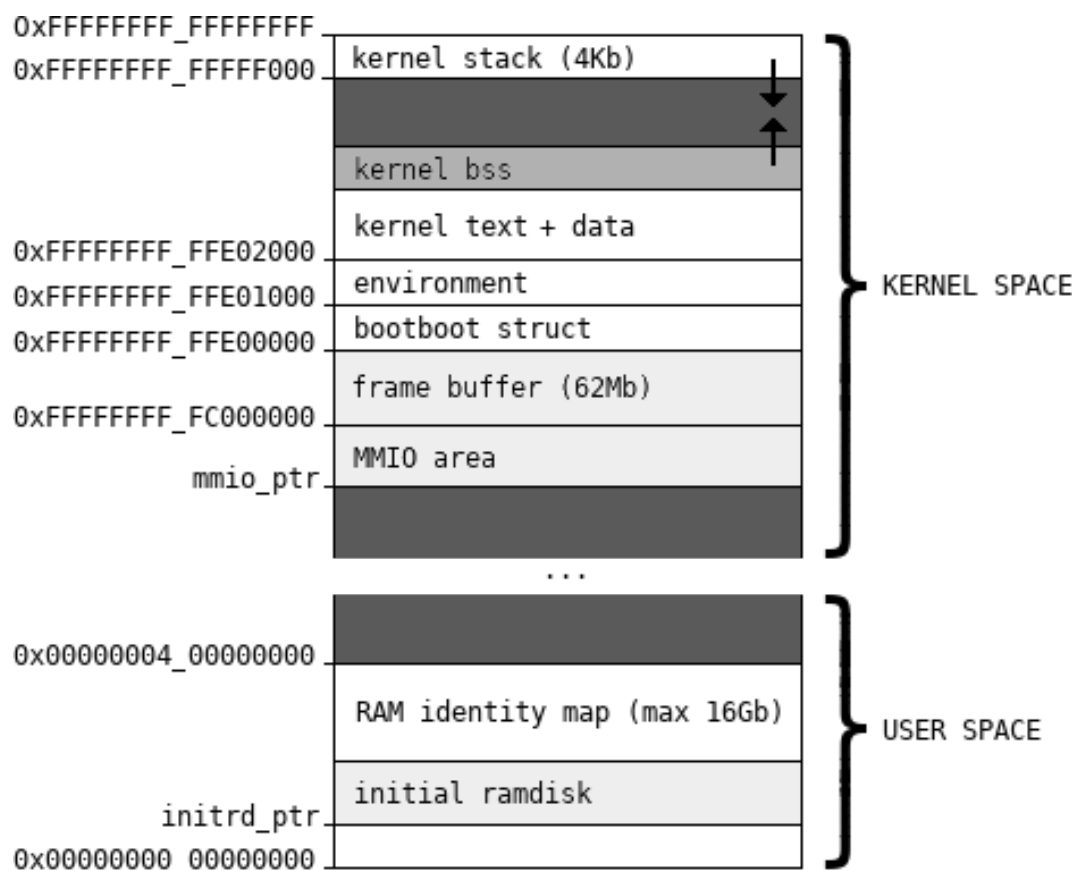 0xFFFFFFFF_FFFFFFFF
kernel stack (4Kb)
0xFFFFFFFF_FFFFF000
kernel bss
kernel text + data
0xFFFFFFFF_FFE02000
environment
KERNEL SPACE
0xFFFFFFFF_FFE01000
bootboot struct
0xFFFFFFFF_FFE00000
frame buffer (62Mb)
0xFFFFFFFF_FC000000
MMIO area
mmio_ptr
...
0x00000004_00000000
RAM identity map (max 16Gb)
USER SPACE
initial ramdisk
initrd_ptr
0x00000000 00000000